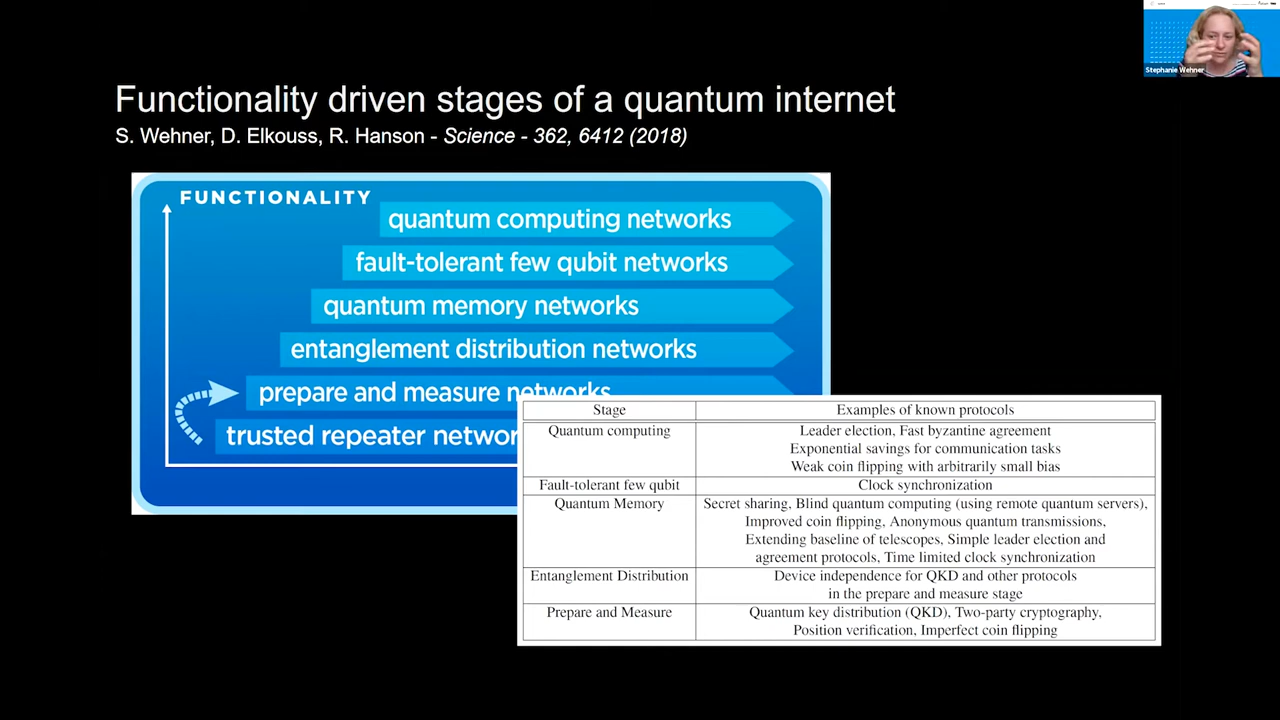 Stephanie Wehner
Functionality driven stages of a quantum internet
S. Wehner, D. Elkouss, R. Hanson - Science - 362, 6412 (2018)
FUNCTIONALITY
quantum computing networks
fault-tolerant few qubit networks
quantum memory networks
entanglement distribution networks
prepare and measure networks
trusted repeater networ
Stage Examples of known protocols
Quantum computing Leader election, Fast byzantine agreement
Exponential savings for communication tasks
Weak coin flipping with arbitrarily small bias
Fault-tolerant few qubit Clock synchronization
Quantum Memory Secret sharing, Blind quantum computing (using remote quantum servers),
Improved coin flipping, Anonymous quantum transmissions,
Extending baseline of telescopes, Simple leader election and
agreement protocols, Time limited clock synchronization
Entanglement Distribution Device independence for QKD and other protocols
in the prepare and measure stage
Prepare and Measure Quantum key distribution (QKD), Two-party cryptography,
Position verification, Imperfect coin flipping